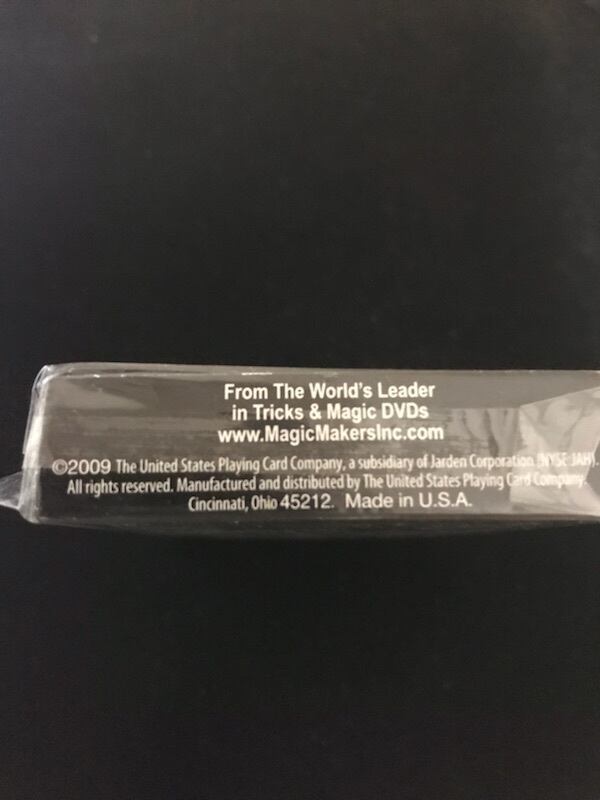 From The World's Leader
in Tricks & Magic DVDs
www.MagicMakersInc.com
©2009 The United States Playing Card Company, a subsidiary of Jarden Corporation (NYSE JAH).
All rights reserved. Manufactured and distributed by The United States Playing Card Company,
Cincinnati, Ohio 45212. Made in U.S.A.